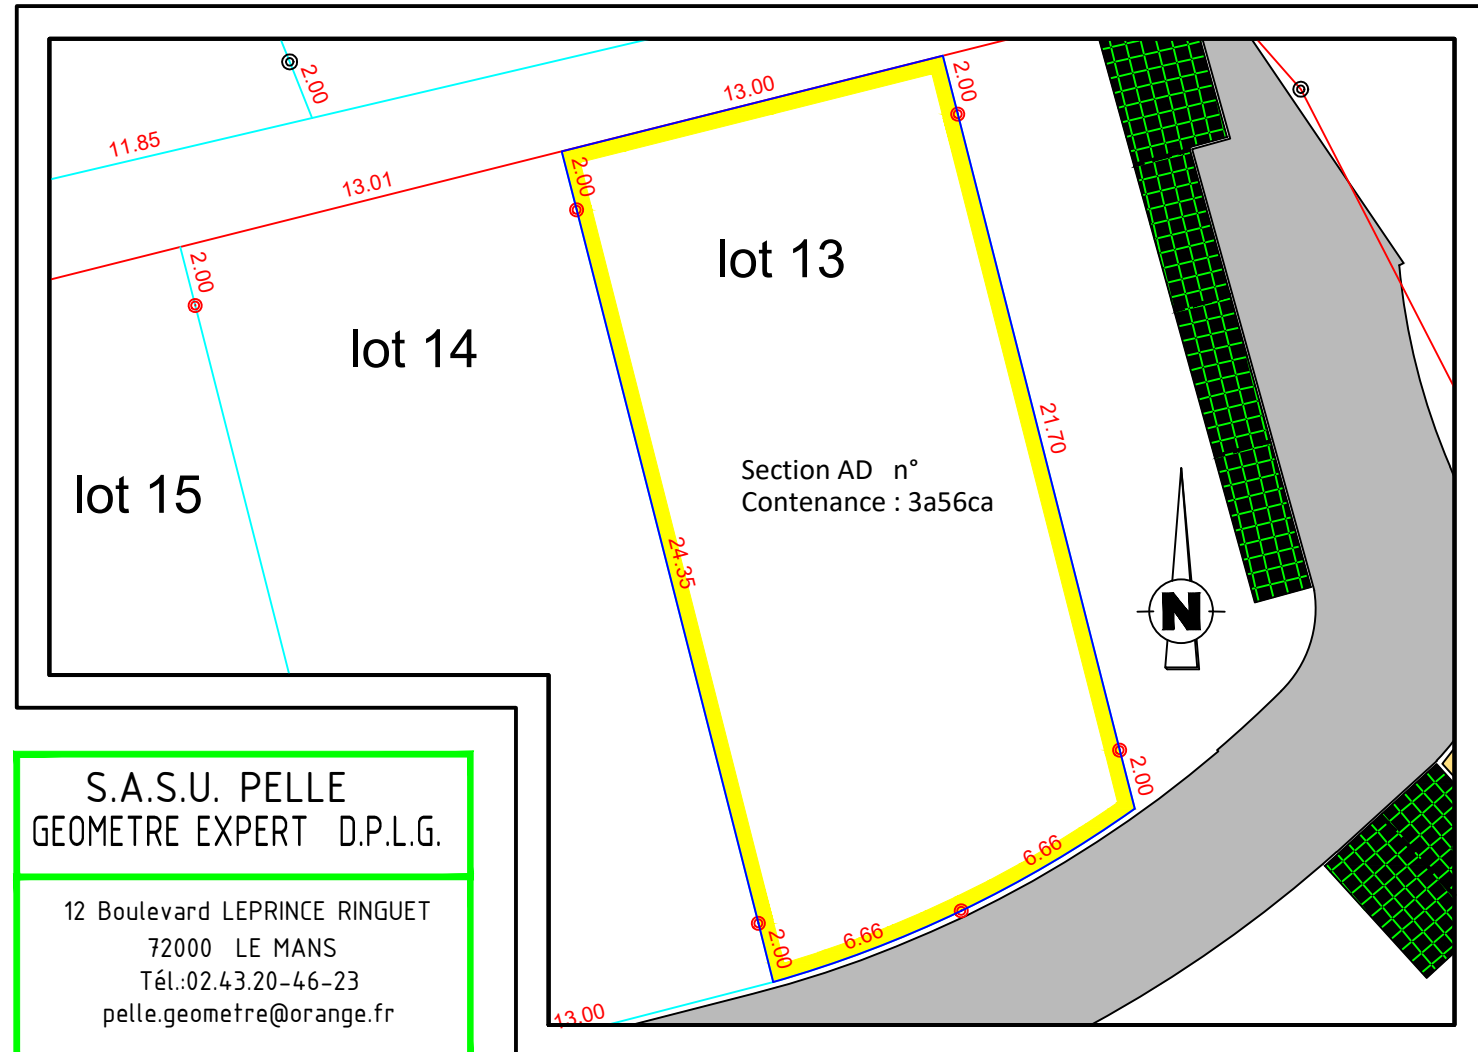 2.00
13.00
2.00
11.85
2.00
13.01
lot 13
2.00
lot 14
21.70
Section AD n°
Contenance : 3a56ca
lot 15
24.35
N
2.00
S.A.S.U. PELLE
GEOMETRE EXPERT D.P.L.G.
6.66
6.66
2.00
12 Boulevard LEPRINCE RINGUET
72000 LE MANS
Tél.:02.43.20-46-23
pelle.geometre@orange.fr
13.00